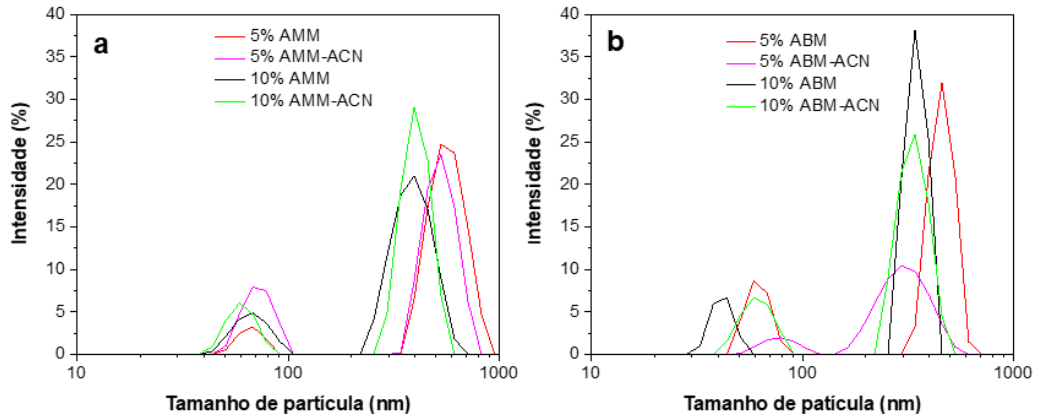 a
5% AMM
5% AMM-ACN
10% AMM
10% AMM-ACN
Intensidade (%)
40
35
30
25
20
15
10
5
0
10
100
1000
Tamanho de partícula (nm)
b
5% ABM
5% ABM-ACN
10% ABM
10% ABM-ACN
Intensidade (%)
40
35
30
25
20
15
10
5
0
10
100
1000
Tamanho de partícula (nm)